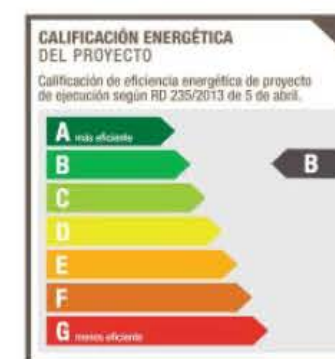 CALIFICACIÓN ENERGÉTICA
DEL PROYECTO
Calificación de eficiencia energética de proyecto
de ejecución según RD 235/2013 de 5 de abril.
A más eficiente
B B
C
D
E
F
G menos eficiente